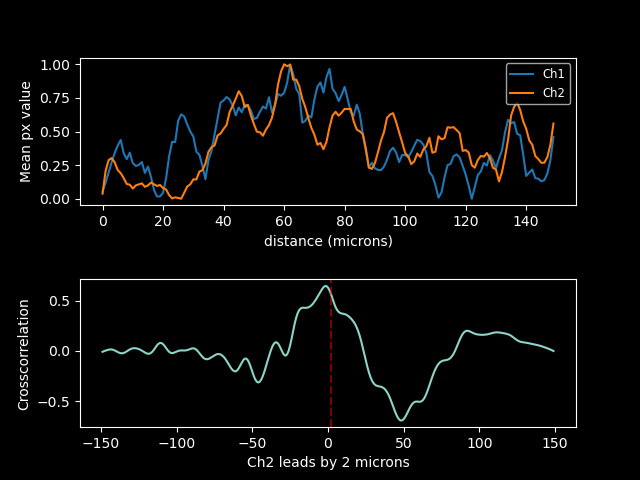 1.00
0.75
0.50
0.25
0.00
Mean px value
Ch1
Ch2
0 20 40 60 80 100 120 140
distance (microns)
0.5
0.0
−0.5
Crosscorrelation
−150 −100 −50 0 50 100 150
Ch2 leads by 2 microns